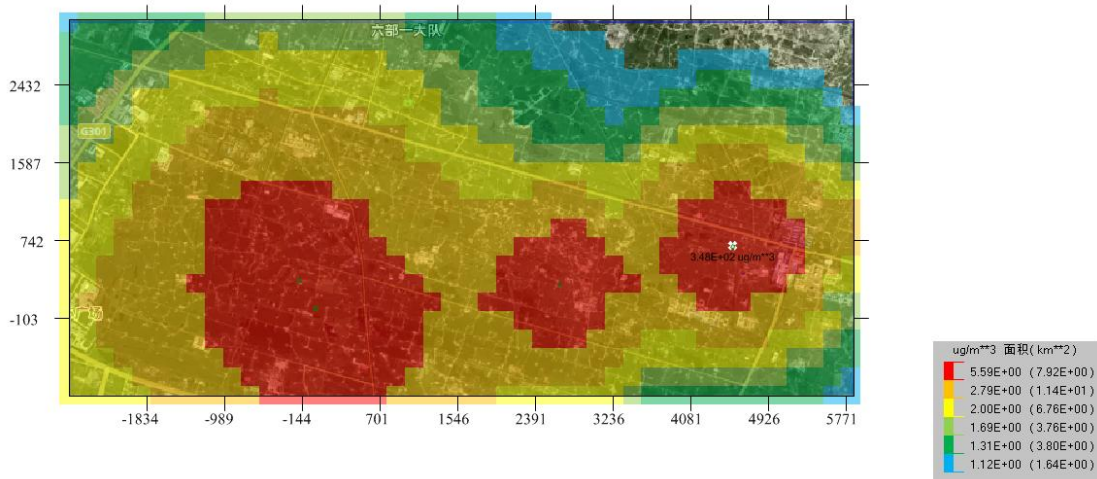 六部一大队
2432
G301
1587
742
3.48E+02 ug/m**3
广场
-103
-1834 -989 -144 701 1546 2391 3236 4081 4926 5771
ug/m**3 面积(km**2)
5.59E+00 (7.92E+00)
2.79E+00 (1.14E+01)
2.00E+00 (6.76E+00)
1.69E+00 (3.76E+00)
1.31E+00 (3.80E+00)
1.12E+00 (1.64E+00)